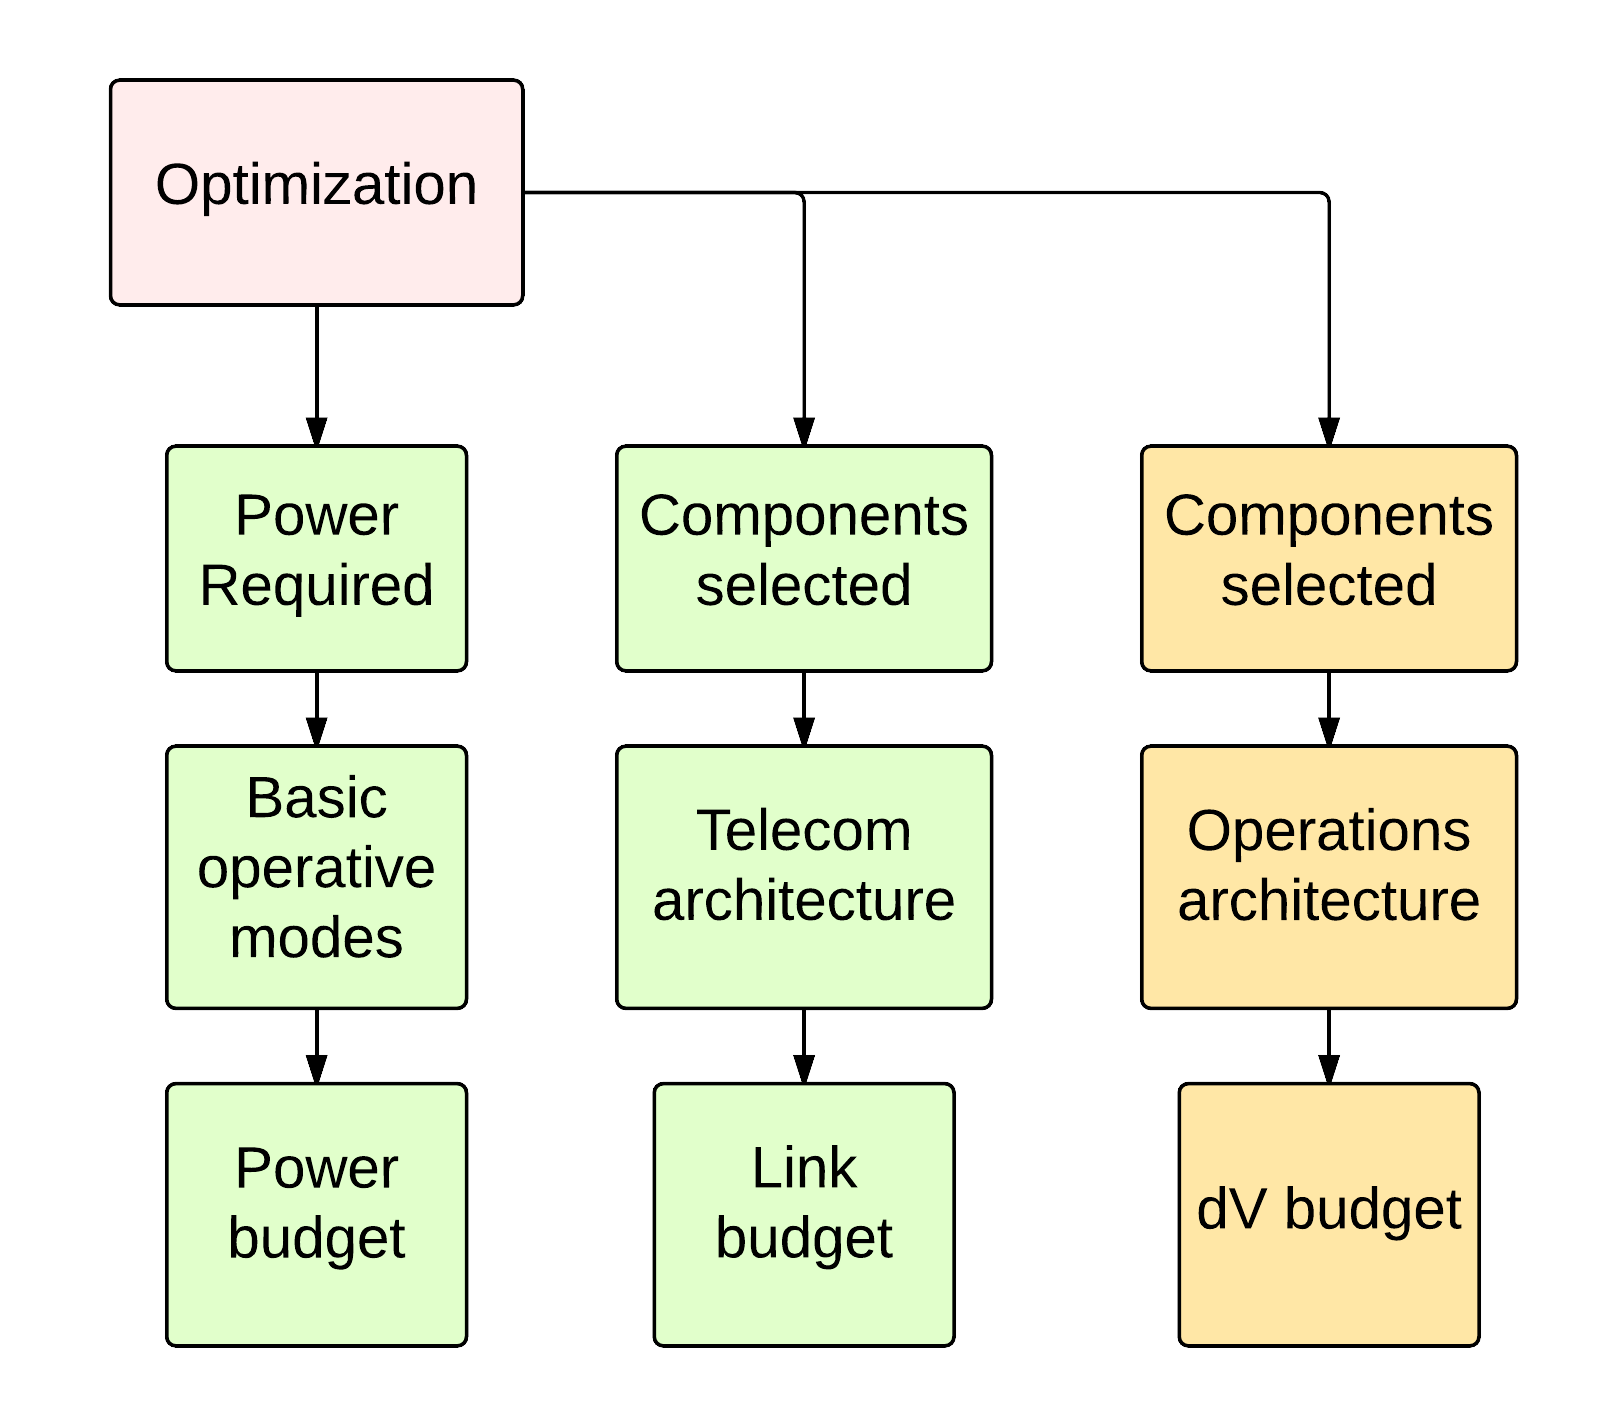 Optimization
Power
Required
Components
selected
Components
selected
Basic
operative
modes
Telecom
architecture
Operations
architecture
Power
budget
Link
budget
dV budget